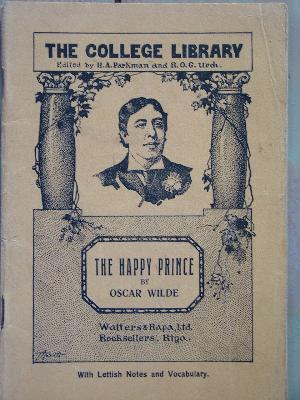 THE COLLEGE LIBRARY
Edited by H.A. Parkman and R.O.G. Urch.
THE HAPPY PRINCE
BY
OSCAR WILDE
Walters & Rapa, Ltd.
Booksellers, Riga.
With Lettish Notes and Vocabulary.